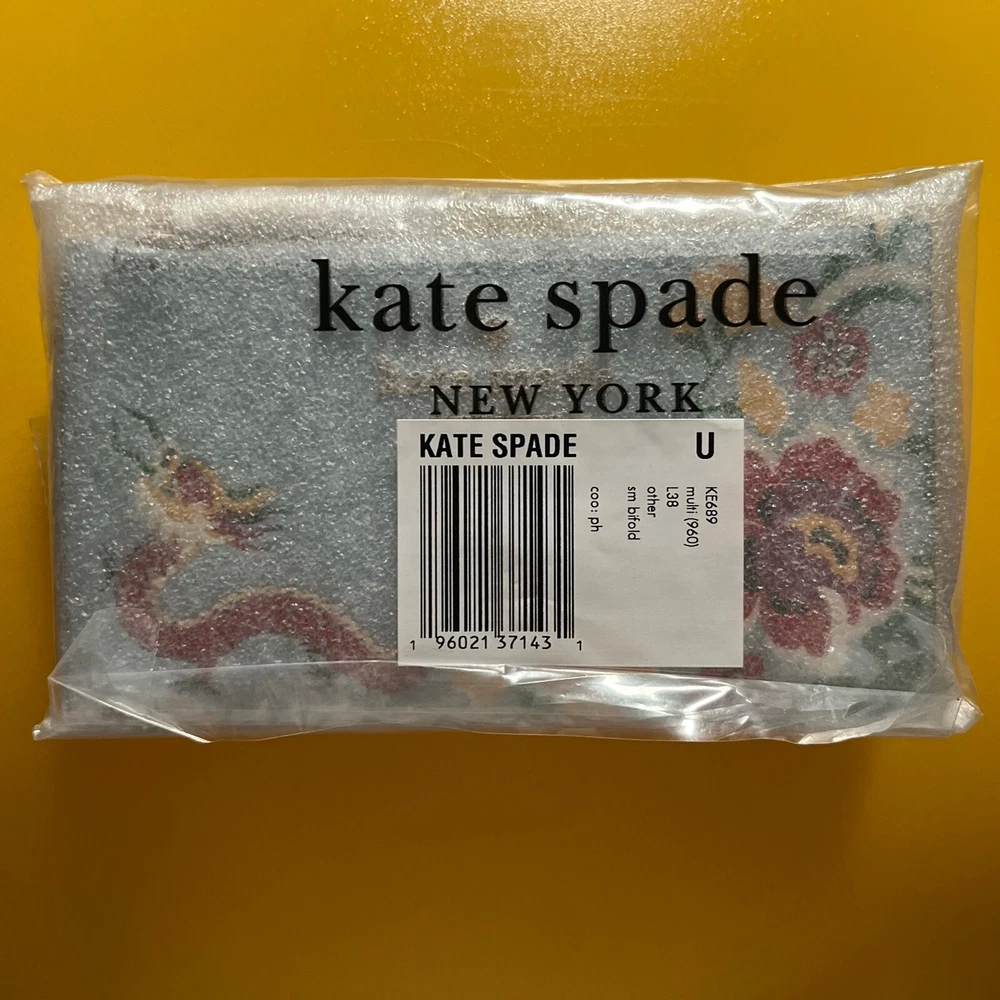 kate spade
NEW YORK
KATE SPADE U
KE689
multi (960)
L38
other
sm bifold
coo: ph
1 96021 37143 1